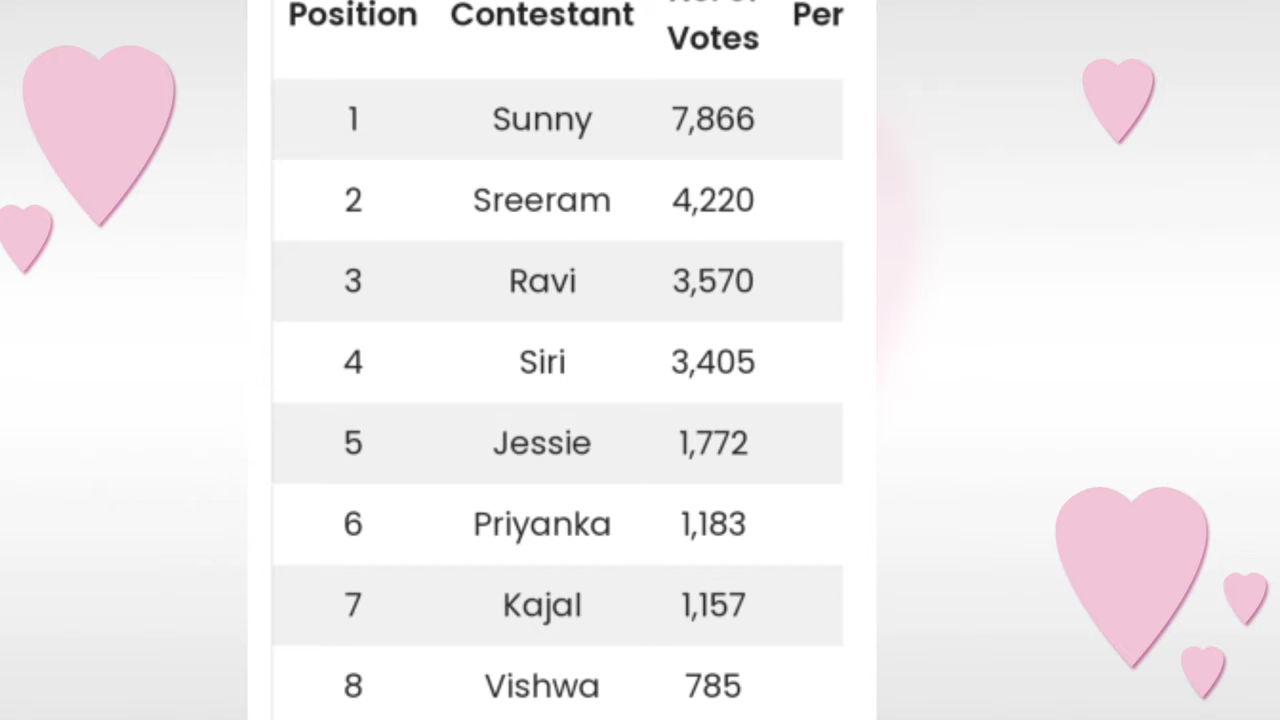 Position Contestant Votes Per
1 Sunny 7,866
2 Sreeram 4,220
3 Ravi 3,570
4 Siri 3,405
5 Jessie 1,772
6 Priyanka 1,183
7 Kajal 1,157
8 Vishwa 785